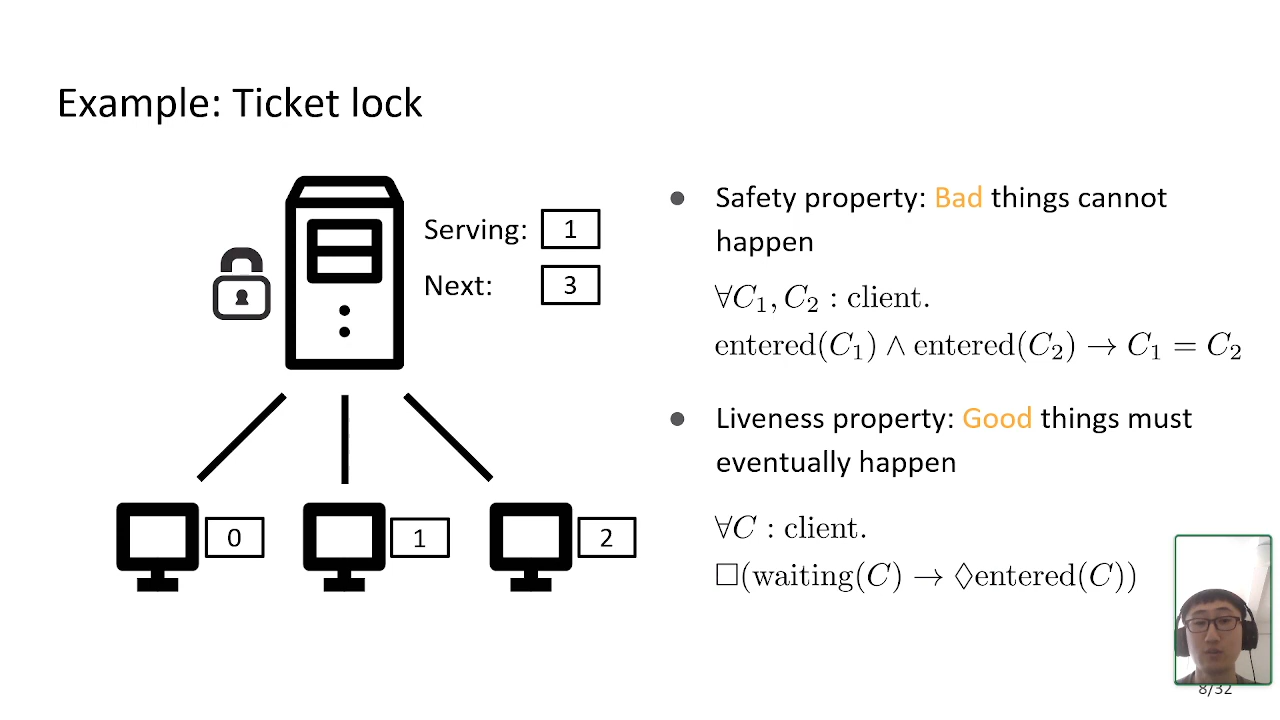 Example: Ticket lock
Serving: 1
Next: 3
0
1
2
● Safety property: Bad things cannot
happen
∀C₁, C₂ : client.
entered(C₁) ∧ entered(C₂) → C₁ = C₂
● Liveness property: Good things must
eventually happen
∀C : client.
□(waiting(C) → ◇entered(C))
8/32